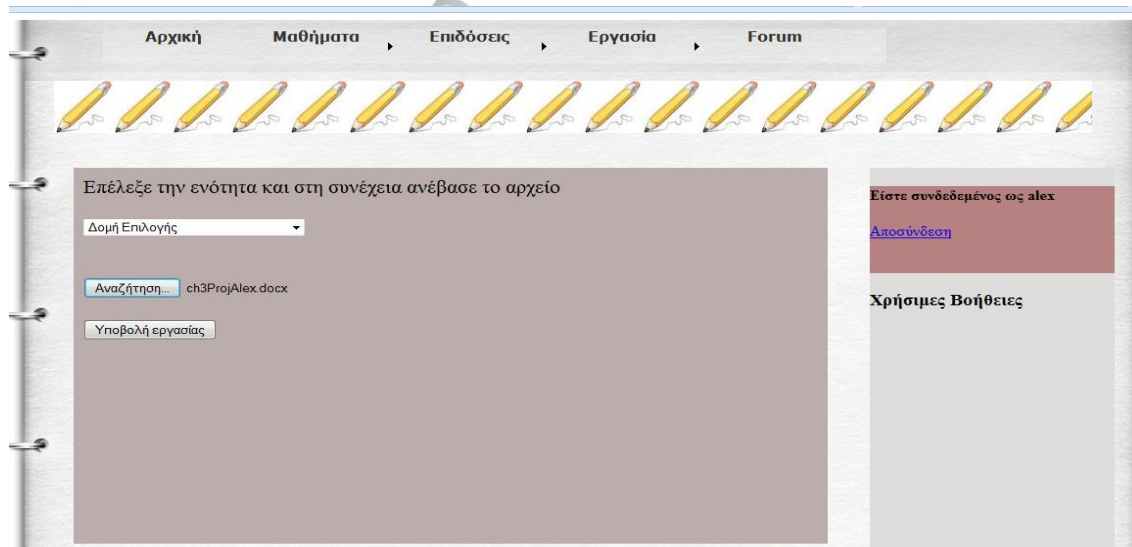 Αρχική Μαθήματα Επιδόσεις Εργασία Forum
Επέλεξε την ενότητα και στη συνέχεια ανέβασε το αρχείο
Δομή Επιλογής
Αναζήτηση... ch3ProjAlex.docx
Υποβολή εργασίας
Είστε συνδεδεμένος ως alex
Αποσύνδεση
Χρήσιμες Βοήθειες